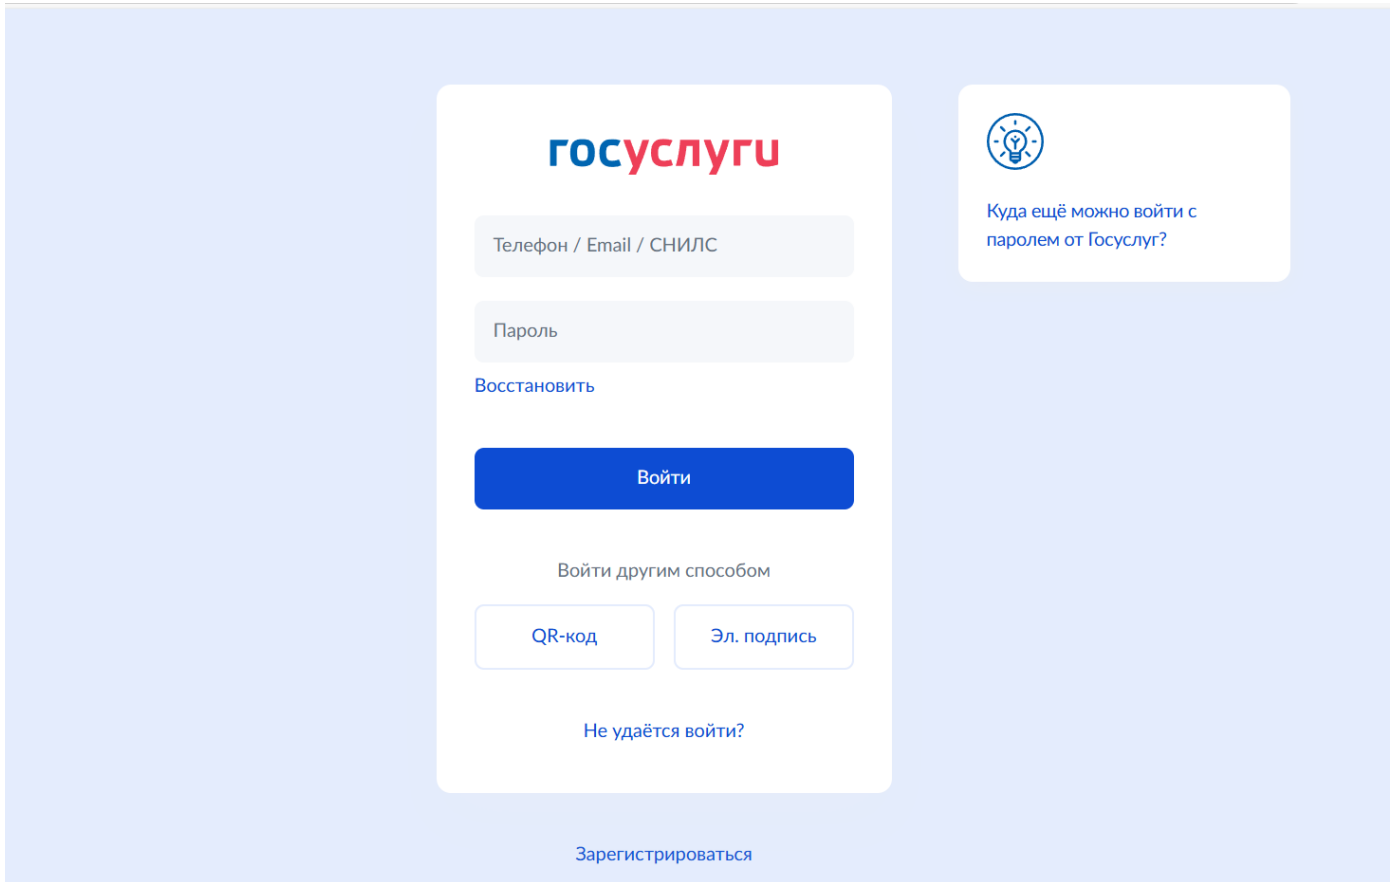 госуслуги
Телефон / Email / СНИЛС
Пароль
Восстановить
Войти
Войти другим способом
QR-код
Эл. подпись
Не удаётся войти?
Зарегистрироваться
Куда ещё можно войти с
паролем от Госуслуг?